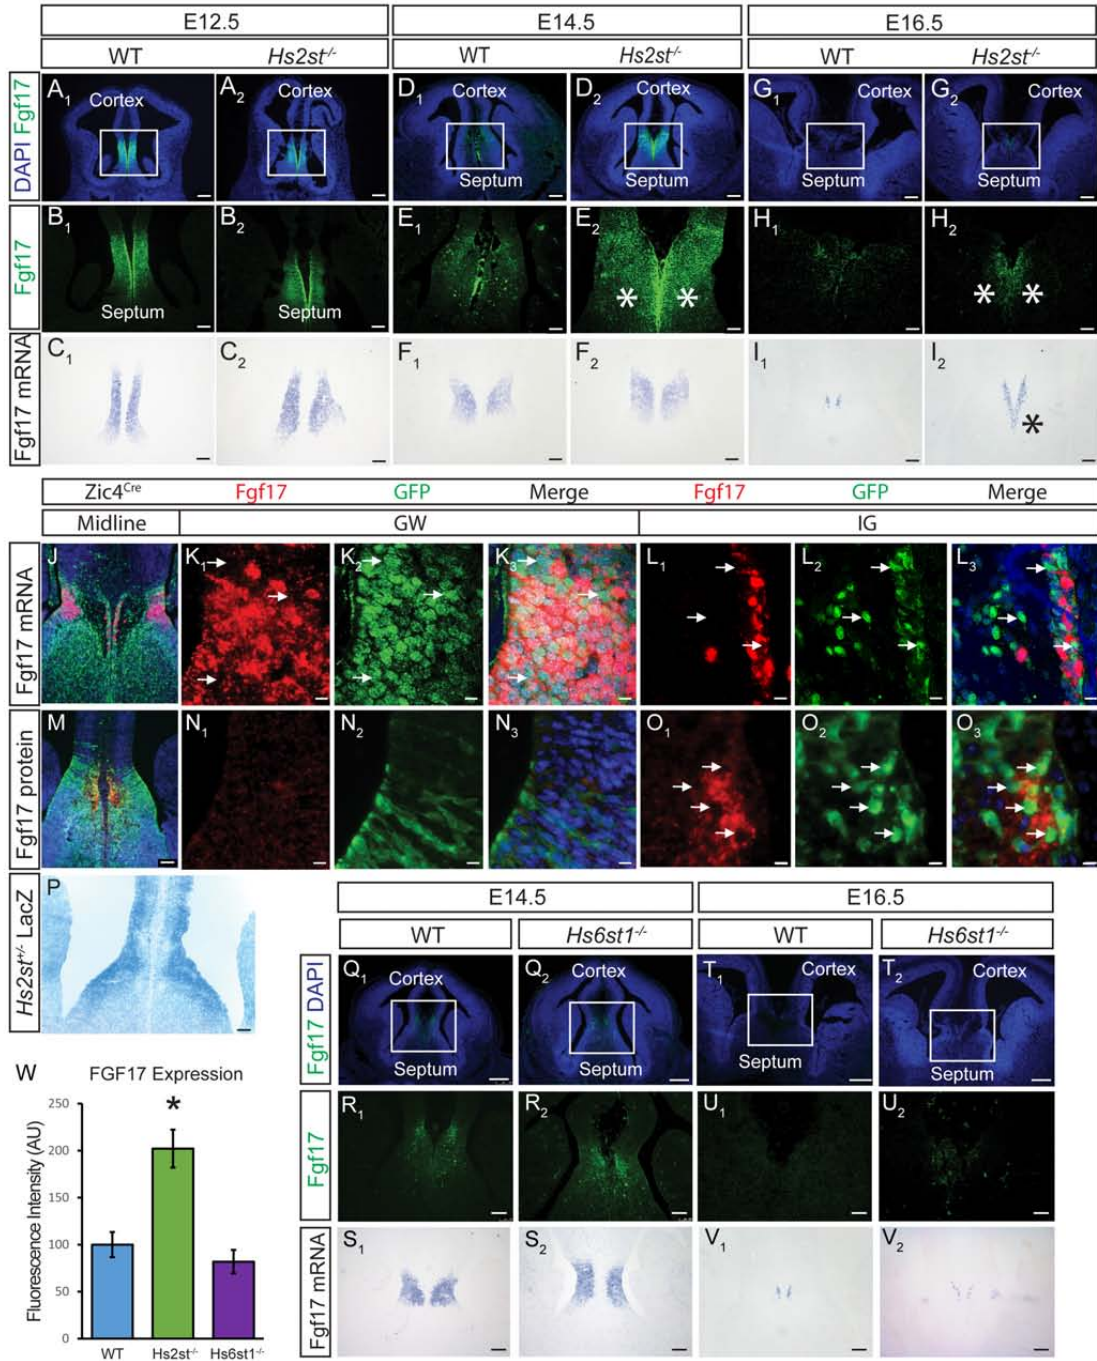 E12.5 E14.5 E16.5
WT Hs2st-/- WT Hs2st-/- WT Hs2st-/-
DAPI Fgf17
A1 Cortex Septum A2 Cortex D1 Cortex Septum D2 Cortex Septum G1 Cortex Septum G2 Cortex Septum
Fgf17
B1 Septum B2 Septum E1 E2 * * H1 H2 * *
Fgf17 mRNA
C1 C2 F1 F2 I1 I2 *
Zic4Cre Fgf17 GFP Merge Fgf17 GFP Merge
Midline GW IG
Fgf17 mRNA
J K1 K2 K3 L1 L2 L3
Fgf17 protein
M N1 N2 N3 O1 O2 O3
Hs2st+/- LacZ
P
E14.5 E16.5
WT Hs6st1-/- WT Hs6st1-/-
Fgf17 DAPI
Q1 Cortex Septum Q2 Cortex Septum T1 Cortex Septum T2 Cortex Septum
Fgf17
R1 R2 U1 U2
Fgf17 mRNA
S1 S2 V1 V2
W
FGF17 Expression
Fluorescence Intensity (AU)
250
200
150
100
50
0
*
WT Hs2st-/- Hs6st1-/-